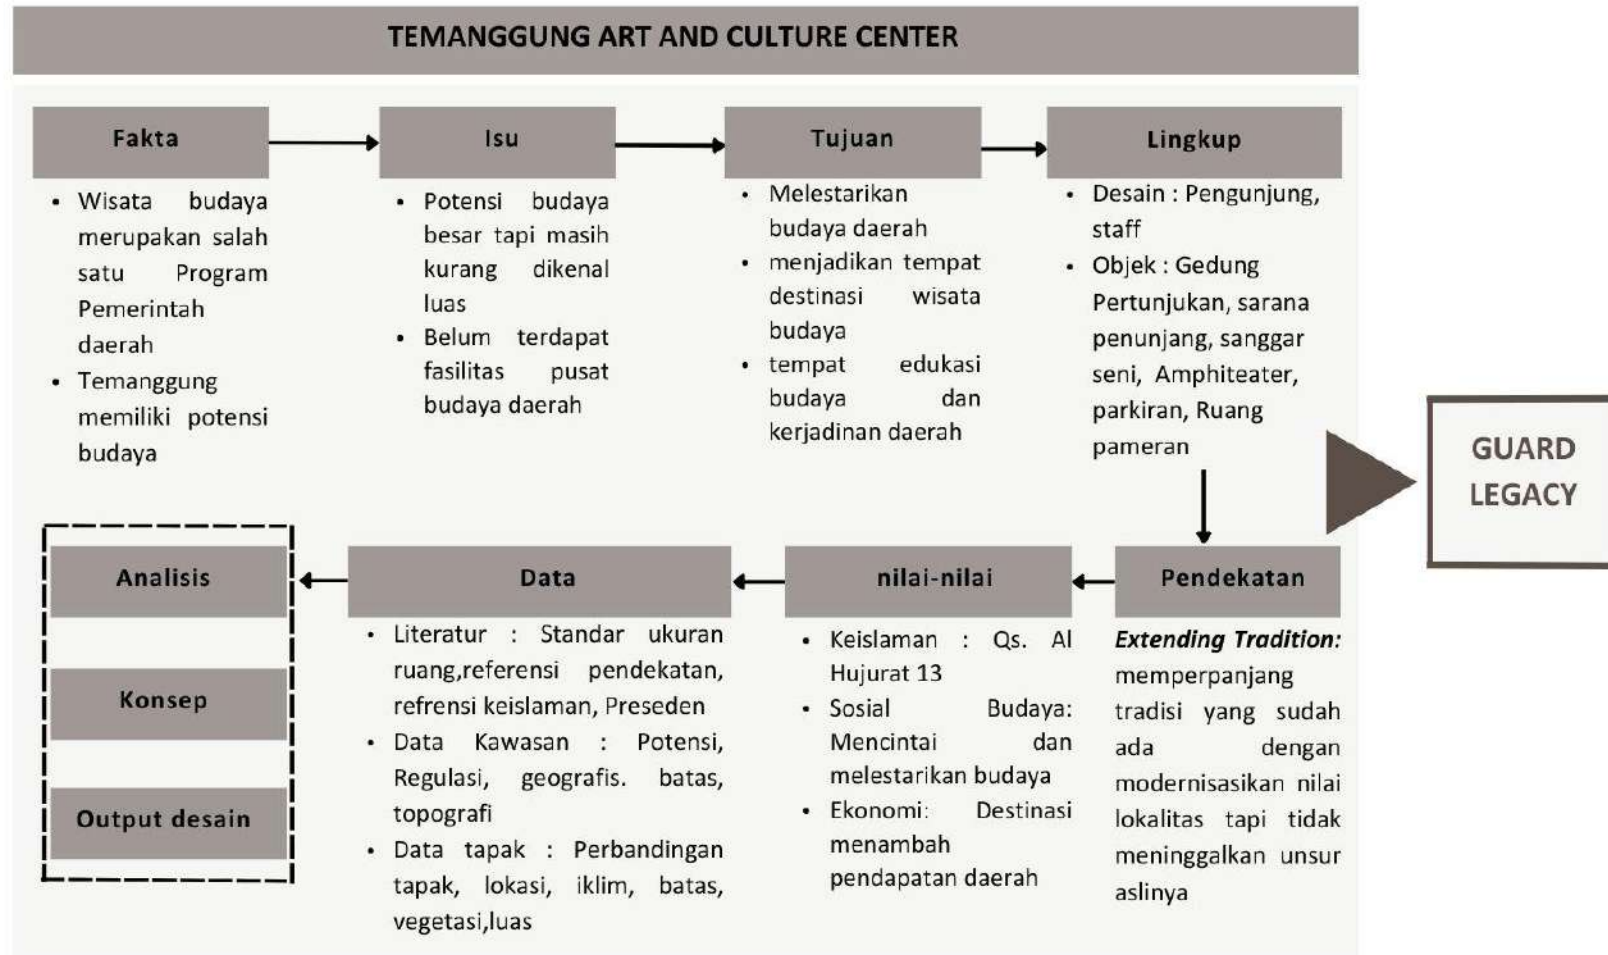 TEMANGGUNG ART AND CULTURE CENTER
Fakta
• Wisata budaya
merupakan salah
satu Program
Pemerintah
daerah
• Temanggung
memiliki potensi
budaya
Isu
• Potensi budaya
besar tapi masih
kurang dikenal
luas
• Belum terdapat
fasilitas pusat
budaya daerah
Tujuan
• Melestarikan
budaya daerah
• menjadikan tempat
destinasi wisata
budaya
• tempat edukasi
budaya dan
kerjadinan daerah
Lingkup
• Desain : Pengunjung,
staff
• Objek : Gedung
Pertunjukan, sarana
penunjang, sanggar
seni, Amphiteater,
parkiran, Ruang
pameran
GUARD
LEGACY
Pendekatan
Extending Tradition:
memperpanjang
tradisi yang sudah
ada dengan
modernisasikan nilai
lokalitas tapi tidak
meninggalkan unsur
aslinya
nilai-nilai
• Keislaman : Qs. Al
Hujurat 13
• Sosial Budaya:
Mencintai dan
melestarikan budaya
• Ekonomi: Destinasi
menambah
pendapatan daerah
Data
• Literatur : Standar ukuran
ruang,referensi pendekatan,
refrensi keislaman, Preseden
• Data Kawasan : Potensi,
Regulasi, geografis. batas,
topografi
• Data tapak : Perbandingan
tapak, lokasi, iklim, batas,
vegetasi,luas
Analisis
Konsep
Output desain